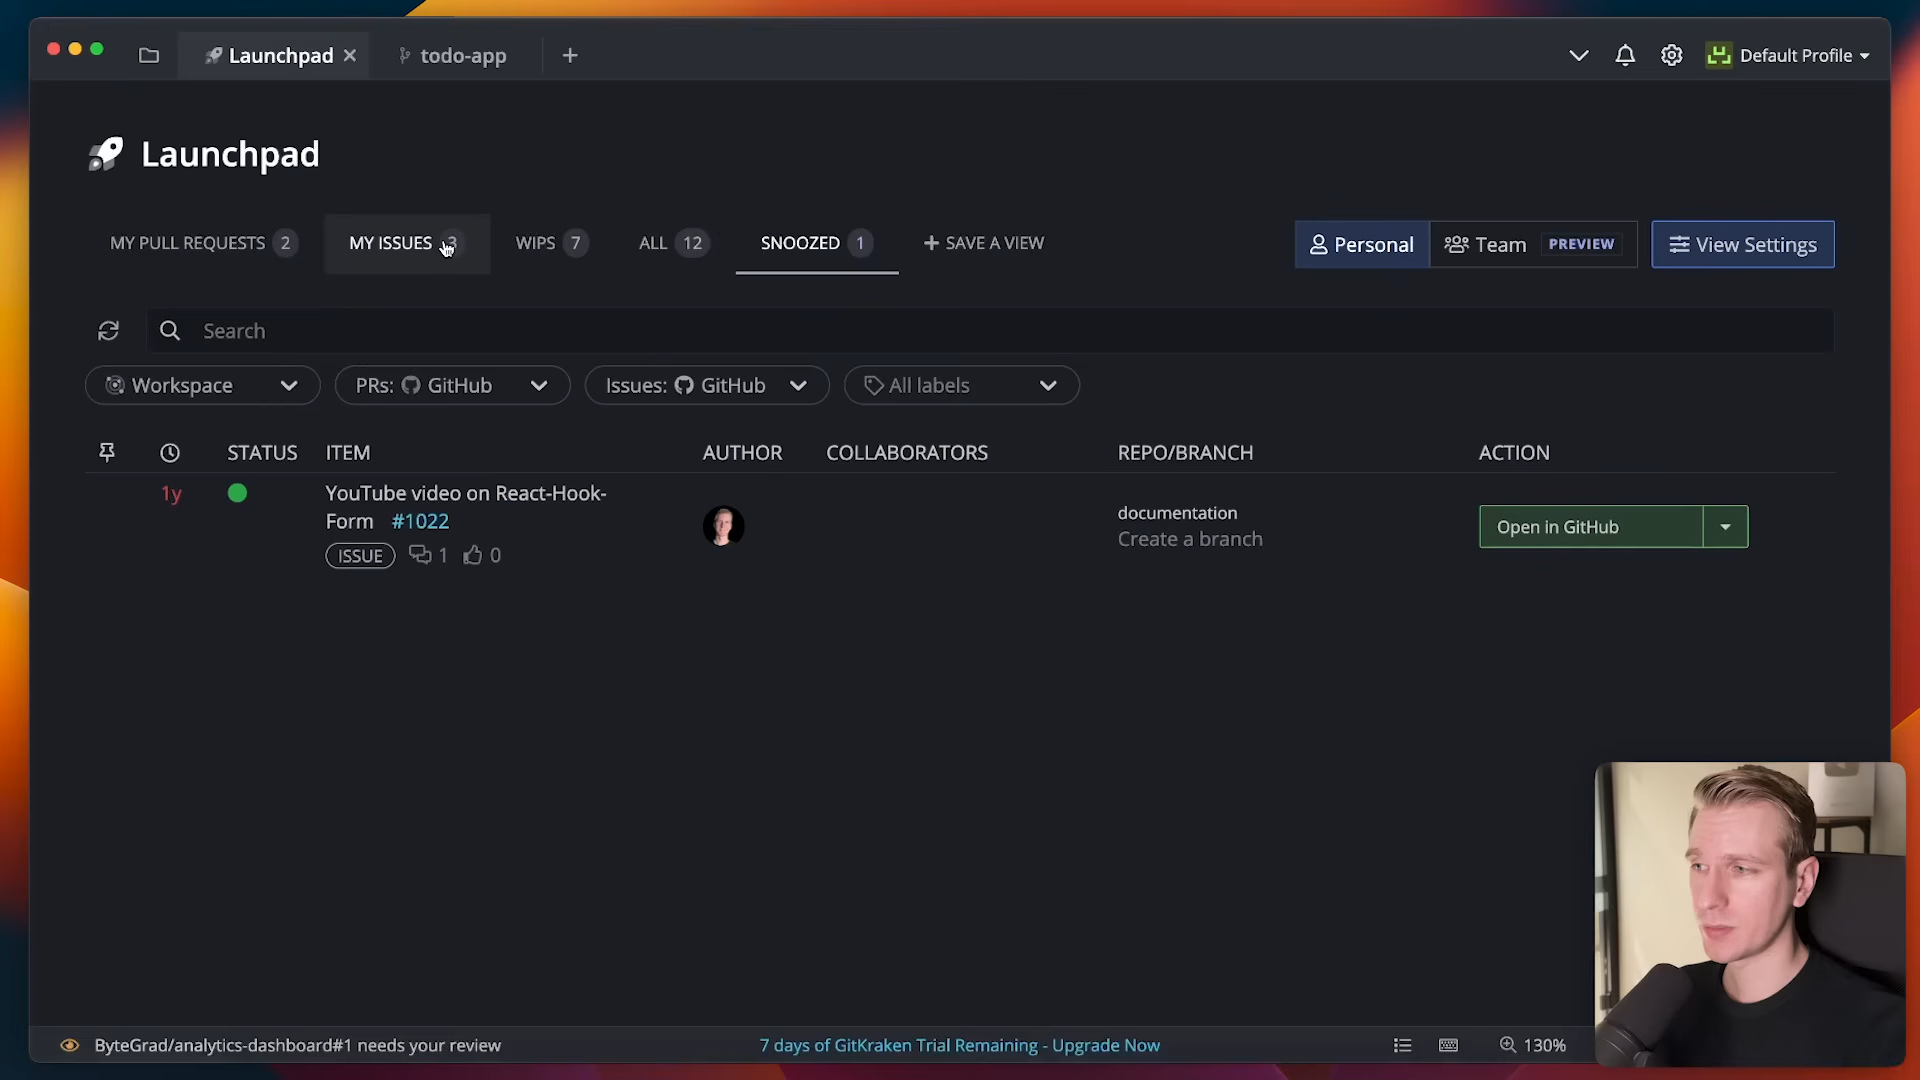 Launchpad
todo-app
Default Profile
Launchpad
MY PULL REQUESTS 2
MY ISSUES 3
WIPS 7
ALL 12
SNOOZED 1
+ SAVE A VIEW
Personal
Team PREVIEW
View Settings
Search
Workspace
PRs: GitHub
Issues: GitHub
All labels
STATUS ITEM AUTHOR COLLABORATORS REPO/BRANCH ACTION
1y
YouTube video on React-Hook-
Form #1022
ISSUE 1 0
documentation
Create a branch
Open in GitHub
ByteGrad/analytics-dashboard#1 needs your review
7 days of GitKraken Trial Remaining - Upgrade Now
130%